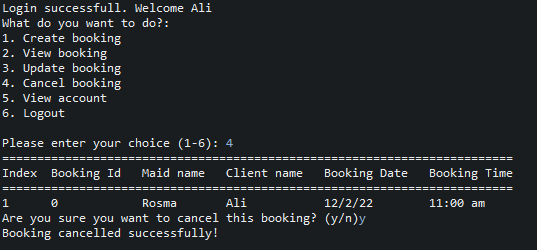 Login successfull. Welcome Ali
What do you want to do?:
1. Create booking
2. View booking
3. Update booking
4. Cancel booking
5. View account
6. Logout
Please enter your choice (1-6): 4
=========================================================================
Index  Booking Id   Maid name   Client name   Booking Date   Booking Time
=========================================================================
1      0            Rosma       Ali           12/2/22        11:00 am
Are you sure you want to cancel this booking? (y/n)y
Booking cancelled successfully!